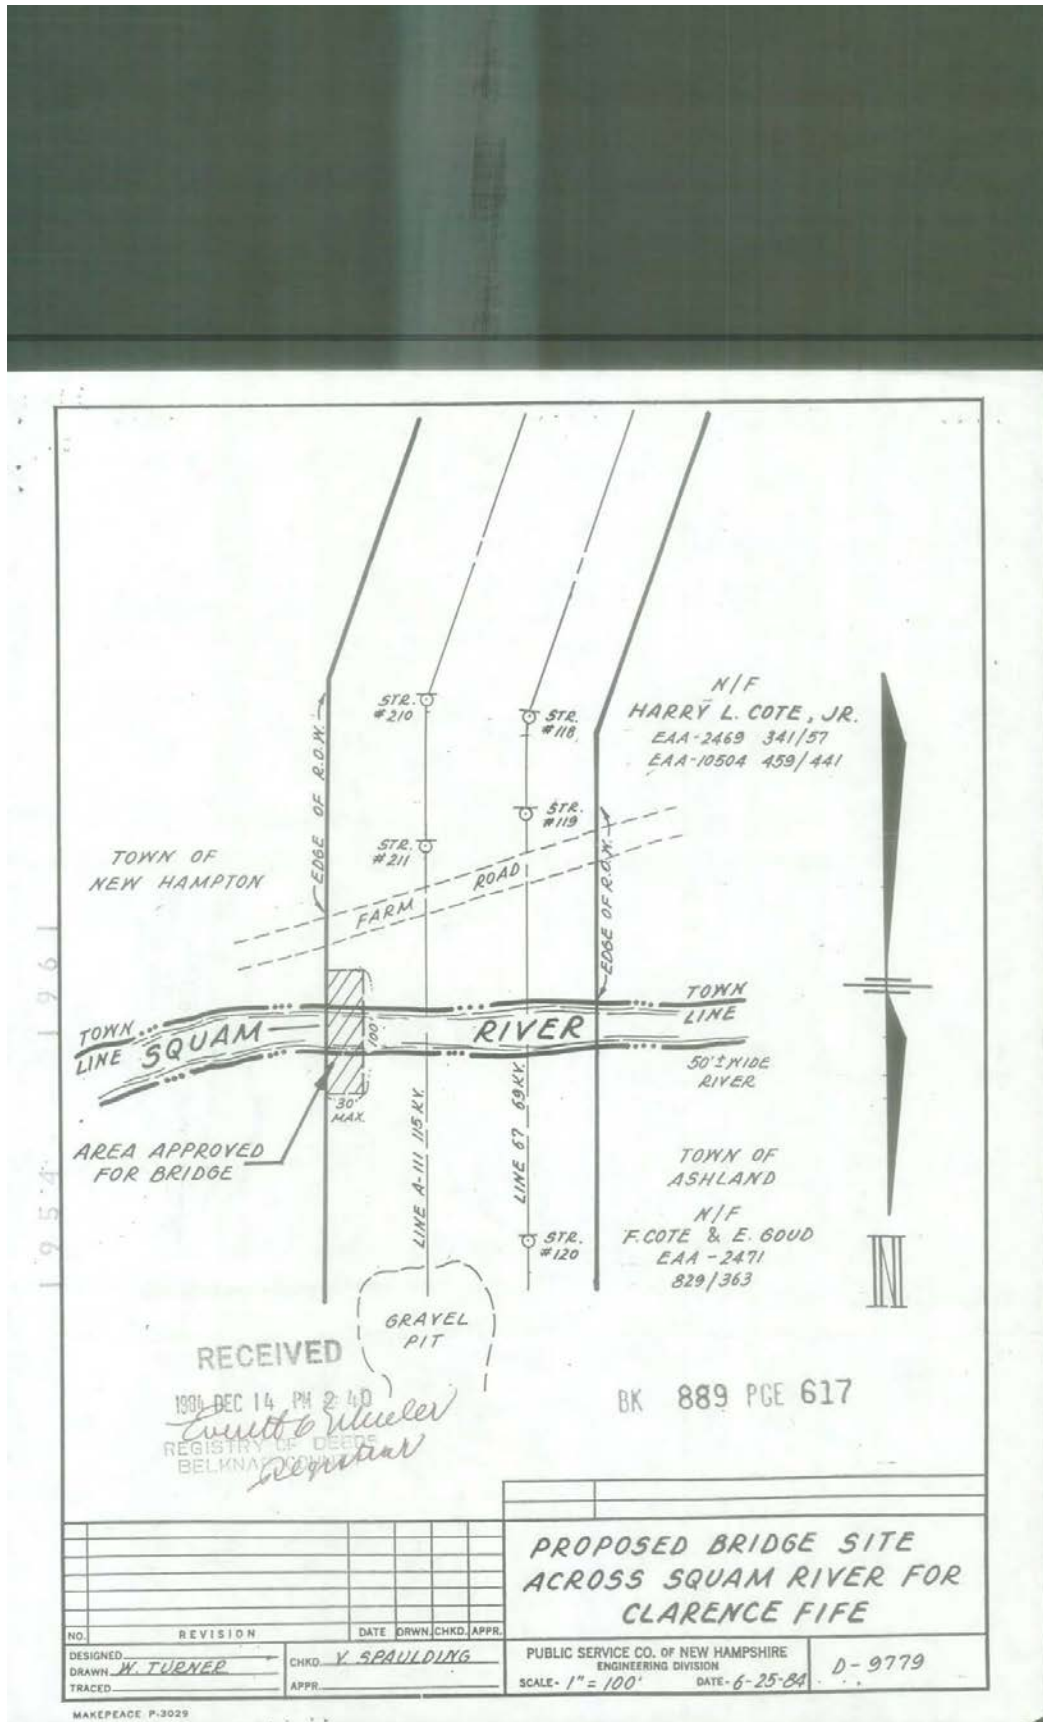 STR.
#210
STR.
#118
N/F
HARRY L. COTE, JR.
EAA-2469 341/57
EAA-10504 459/441
EDGE OF R.O.W.
STR.
#119
STR.
#211
EDGE OF R.O.W.
TOWN OF
NEW HAMPTON
FARM ROAD
1961
TOWN
LINE
TOWN
LINE
SQUAM RIVER
100'
50'± WIDE
RIVER
30'
MAX.
AREA APPROVED
FOR BRIDGE
LINE A-111 115 KV.
LINE 67 69 KV.
TOWN OF
ASHLAND
1954
N/F
F. COTE & E. GOUD
EAA-2471
829/363
STR.
#120
N
GRAVEL
PIT
RECEIVED
1984 DEC 14 PM 2:40
Everett C Wheeler
REGISTRY OF DEEDS
BELKNAP COUNTY
Registrar
BK 889 PGE 617
PROPOSED BRIDGE SITE
ACROSS SQUAM RIVER FOR
CLARENCE FIFE
NO. REVISION DATE DRWN. CHKD. APPR.
DESIGNED
DRAWN W. TURNER
TRACED
CHKD. V. SPAULDING
APPR.
PUBLIC SERVICE CO. OF NEW HAMPSHIRE
ENGINEERING DIVISION
SCALE- 1" = 100' DATE- 6-25-84
D-9779
MAKEPEACE P-3029